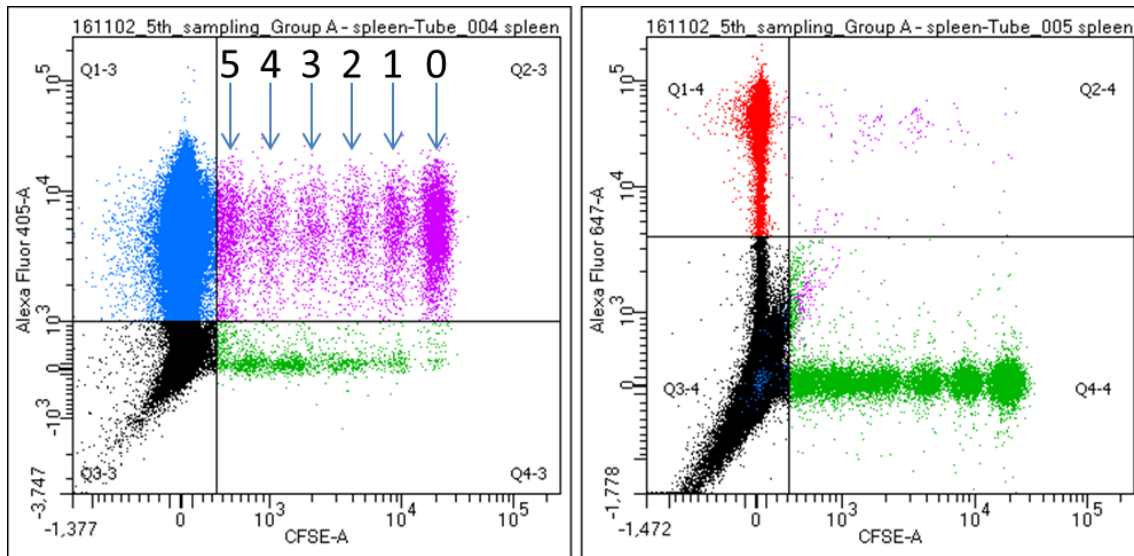 161102_5th_sampling_Group A - spleen-Tube_004 spleen
Q1-3
5 4 3 2 1 0
Q2-3
10^5
10^4
10^3
0
-10^3
-3,747
Alexa Fluor 405-A
Q3-3
Q4-3
-1,377
0
10^3
10^4
10^5
CFSE-A
161102_5th_sampling_Group A - spleen-Tube_005 spleen
Q1-4
Q2-4
10^5
10^4
10^3
0
-1,778
Alexa Fluor 647-A
Q3-4
Q4-4
-1,472
0
10^3
10^4
10^5
CFSE-A